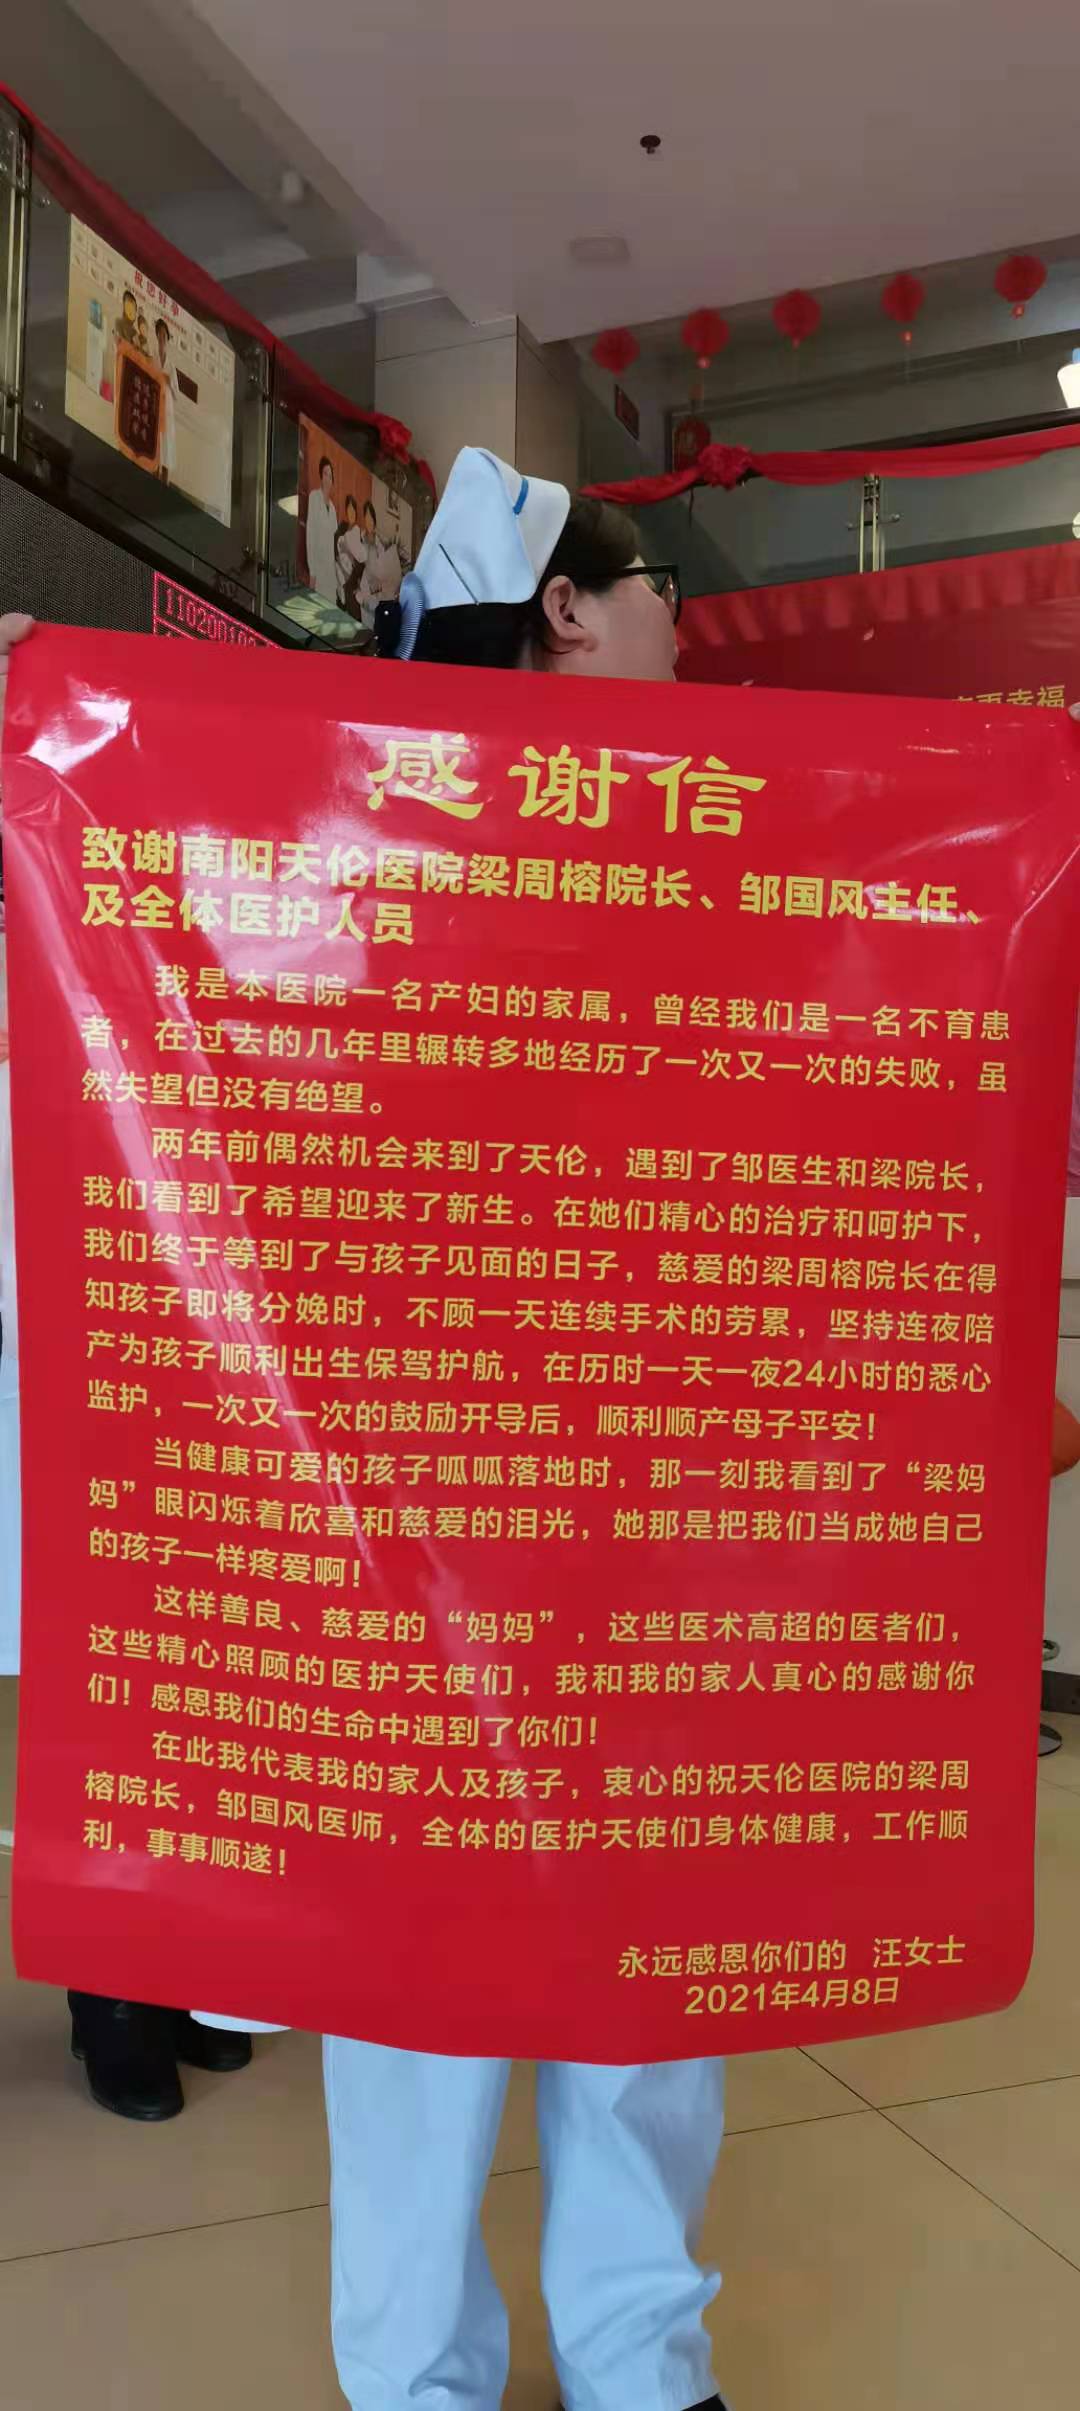 祝您好孕
110200102
更幸福
感谢信
致谢南阳天伦医院梁周榕院长、邹国风主任、
及全体医护人员
我是本医院一名产妇的家属，曾经我们是一名不育患
者，在过去的几年里辗转多地经历了一次又一次的失败，虽
然失望但没有绝望。
两年前偶然机会来到了天伦，遇到了邹医生和梁院长，
我们看到了希望迎来了新生。在她们精心的治疗和呵护下，
我们终于等到了与孩子见面的日子，慈爱的梁周榕院长在得
知孩子即将分娩时，不顾一天连续手术的劳累，坚持连夜陪
产为孩子顺利出生保驾护航，在历时一天一夜24小时的悉心
监护，一次又一次的鼓励开导后，顺利顺产母子平安！
当健康可爱的孩子呱呱落地时，那一刻我看到了“梁妈
妈”眼闪烁着欣喜和慈爱的泪光，她那是把我们当成她自己
的孩子一样疼爱啊！
这样善良、慈爱的“妈妈”，这些医术高超的医者们，
这些精心照顾的医护天使们，我和我的家人真心的感谢你
们！感恩我们的生命中遇到了你们！
在此我代表我的家人及孩子，衷心的祝天伦医院的梁周
榕院长，邹国风医师，全体的医护天使们身体健康，工作顺
利，事事顺遂！
永远感恩你们的 汪女士
2021年4月8日